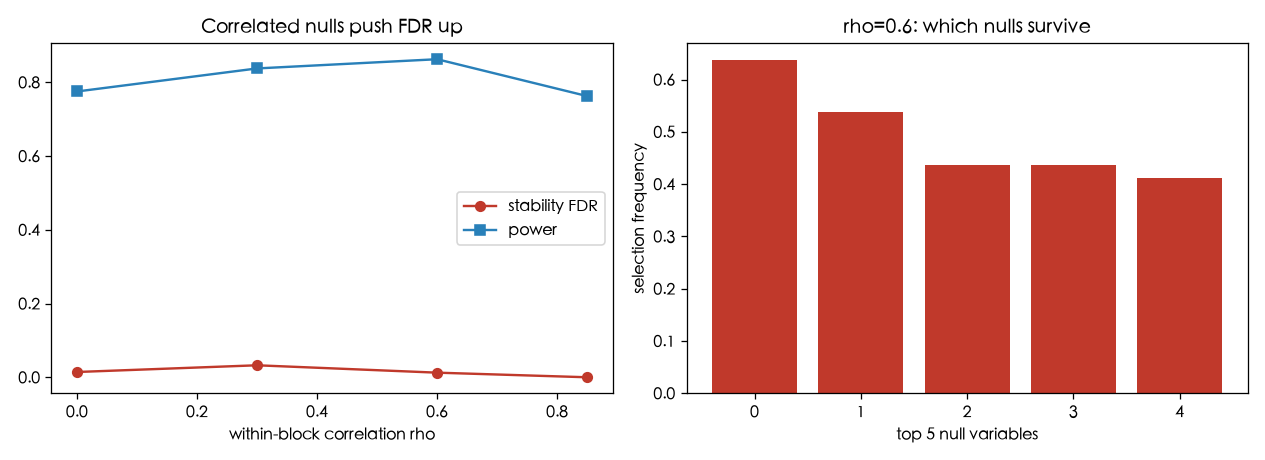 Correlated nulls push FDR up
0.8
0.6
0.4
0.2
0.0
stability FDR
power
0.0 0.2 0.4 0.6 0.8
within-block correlation rho
rho=0.6: which nulls survive
selection frequency
0.6
0.5
0.4
0.3
0.2
0.1
0.0
0 1 2 3 4
top 5 null variables